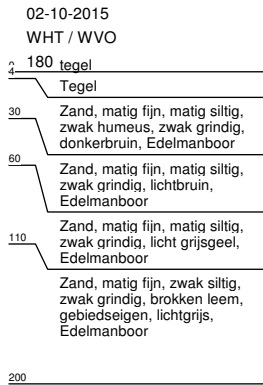 02-10-2015
WHT / WVO
180 tegel
4
Tegel
30
Zand, matig fijn, matig siltig,
zwak humeus, zwak grindig,
donkerbruin, Edelmanboor
60
Zand, matig fijn, matig siltig,
zwak grindig, lichtbruin,
Edelmanboor
Zand, matig fijn, matig siltig,
110
zwak grindig, licht grijsgeel,
Edelmanboor
Zand, matig fijn, zwak siltig,
zwak grindig, brokken leem,
gebiedseigen, lichtgrijs,
Edelmanboor
200